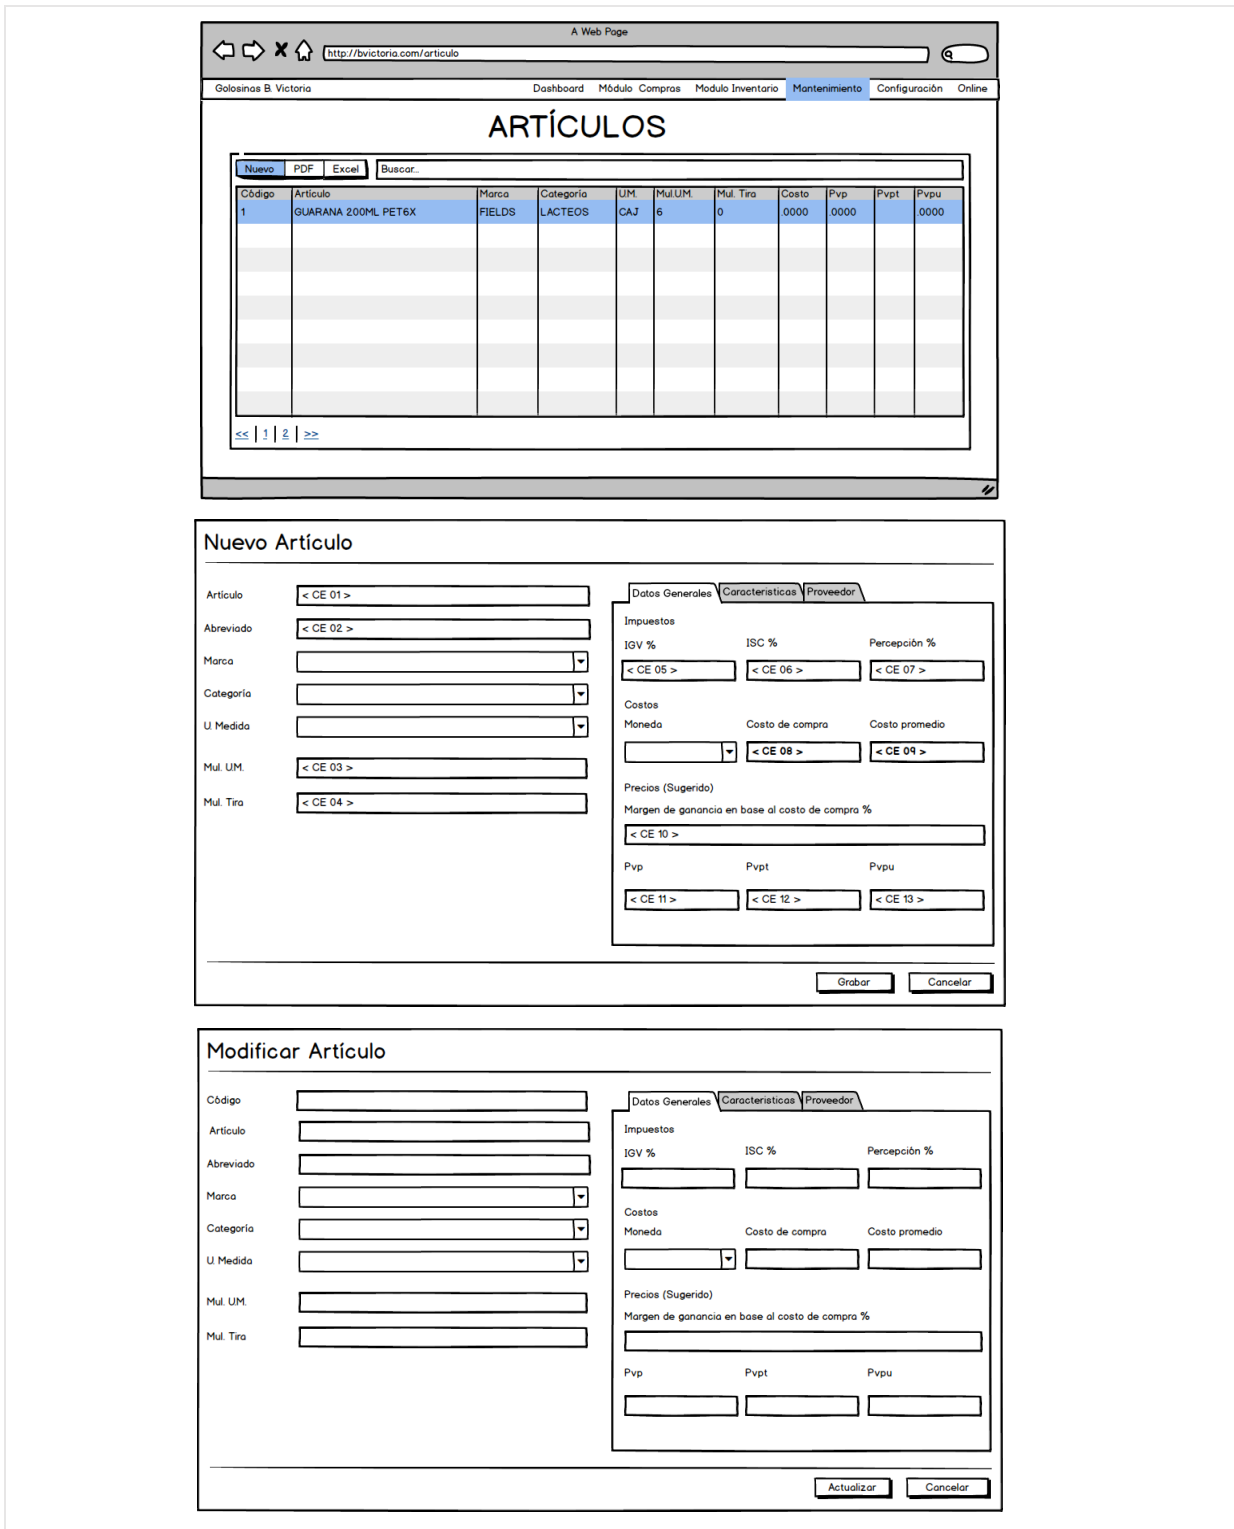 A Web Page
http://bvictoria.com/articulo
Golosinas B. Victoria Dashboard Módulo Compras Modulo Inventario Mantenimiento Configuración Online
ARTÍCULOS
Nuevo PDF Excel Buscar...
Código Artículo Marca Categoría U.M. Mul.U.M. Mul. Tira Costo Pvp Pvpt Pvpu
1 GUARANA 200ML PET6X FIELDS LACTEOS CAJ 6 0 .0000 .0000 .0000
<< 1 2 >>
Nuevo Artículo
Artículo < CE 01 >
Abreviado < CE 02 >
Marca
Categoría
U. Medida
Mul. U.M. < CE 03 >
Mul. Tira < CE 04 >
Datos Generales Caracteristicas Proveedor
Impuestos
IGV % ISC % Percepción %
< CE 05 > < CE 06 > < CE 07 >
Costos
Moneda Costo de compra Costo promedio
< CE 08 > < CE 09 >
Precios (Sugerido)
Margen de ganancia en base al costo de compra %
< CE 10 >
Pvp Pvpt Pvpu
< CE 11 > < CE 12 > < CE 13 >
Grabar Cancelar
Modificar Artículo
Código
Artículo
Abreviado
Marca
Categoría
U. Medida
Mul. U.M.
Mul. Tira
Datos Generales Caracteristicas Proveedor
Impuestos
IGV % ISC % Percepción %
Costos
Moneda Costo de compra Costo promedio
Precios (Sugerido)
Margen de ganancia en base al costo de compra %
Pvp Pvpt Pvpu
Actualizar Cancelar